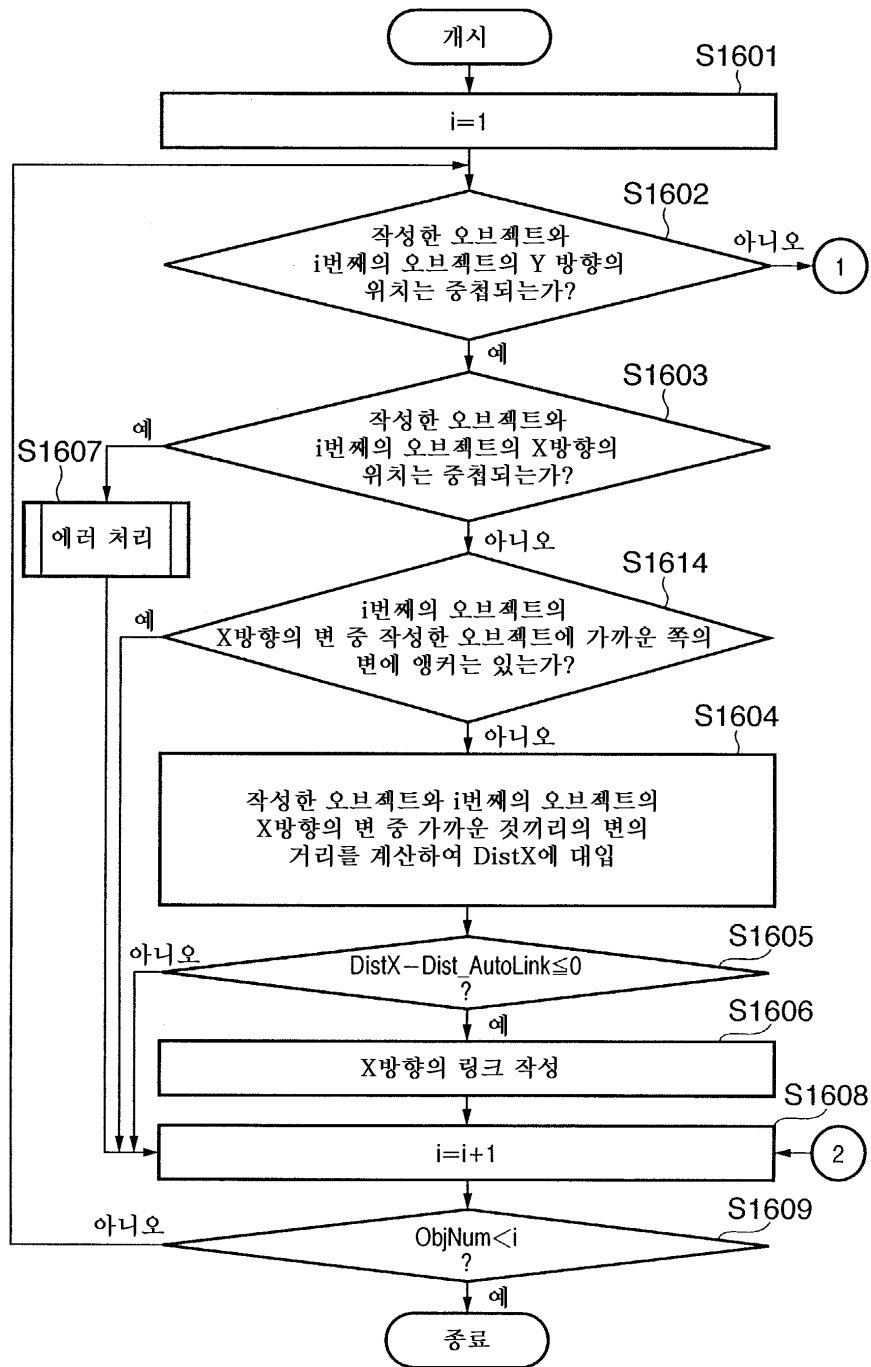 개시
S1601
i=1
S1602
작성한 오브젝트와
i번째의 오브젝트의 Y 방향의
위치는 중첩되는가?
아니오
1
예
S1603
작성한 오브젝트와
i번째의 오브젝트의 X방향의
위치는 중첩되는가?
예
S1607
에러 처리
아니오
S1614
i번째의 오브젝트의
X방향의 변 중 작성한 오브젝트에 가까운 쪽의
변에 앵커는 있는가?
예
아니오
S1604
작성한 오브젝트와 i번째의 오브젝트의
X방향의 변 중 가까운 것끼리의 변의
거리를 계산하여 DistX에 대입
S1605
DistX−Dist_AutoLink≦0
?
아니오
예
S1606
X방향의 링크 작성
S1608
i=i+1
2
S1609
ObjNum<i
?
아니오
예
종료